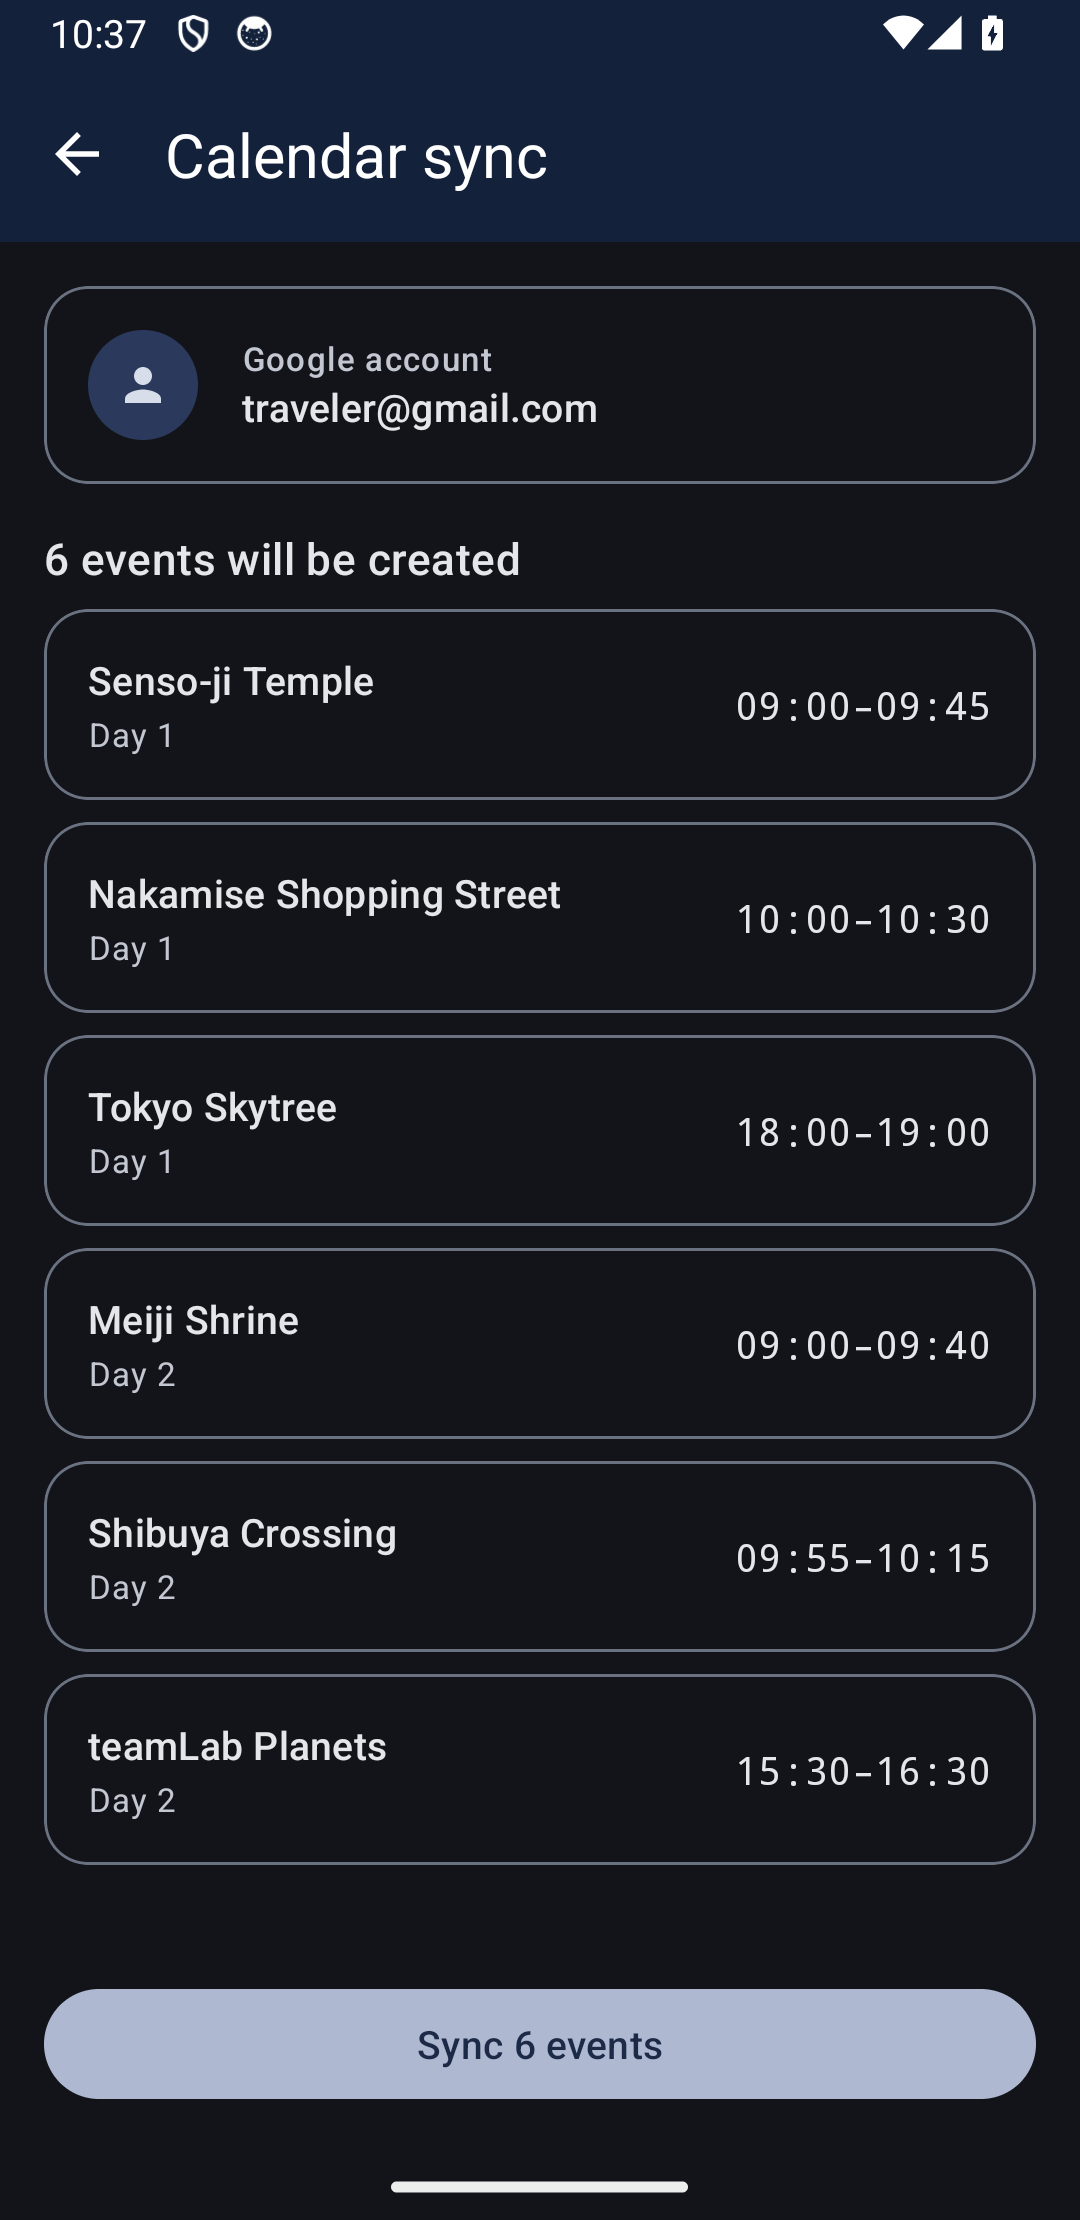 10:37
Calendar sync
Google account
traveler@gmail.com
6 events will be created
Senso-ji Temple
Day 1
09:00–09:45
Nakamise Shopping Street
Day 1
10:00–10:30
Tokyo Skytree
Day 1
18:00–19:00
Meiji Shrine
Day 2
09:00–09:40
Shibuya Crossing
Day 2
09:55–10:15
teamLab Planets
Day 2
15:30–16:30
Sync 6 events